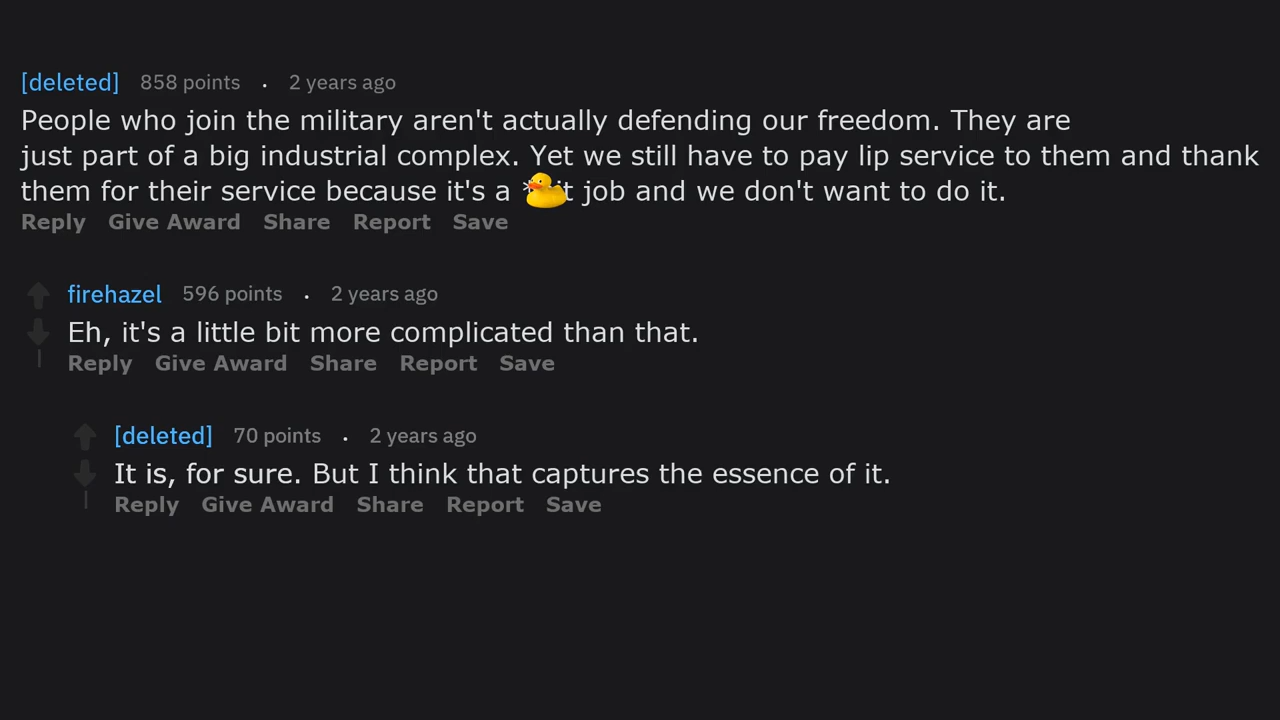 [deleted] 858 points . 2 years ago
People who join the military aren't actually defending our freedom. They are
just part of a big industrial complex. Yet we still have to pay lip service to them and thank
them for their service because it's a job and we don't want to do it.
Reply Give Award Share Report Save
firehazel 596 points . 2 years ago
Eh, it's a little bit more complicated than that.
Reply Give Award Share Report Save
[deleted] 70 points . 2 years ago
It is, for sure. But I think that captures the essence of it.
Reply Give Award Share Report Save